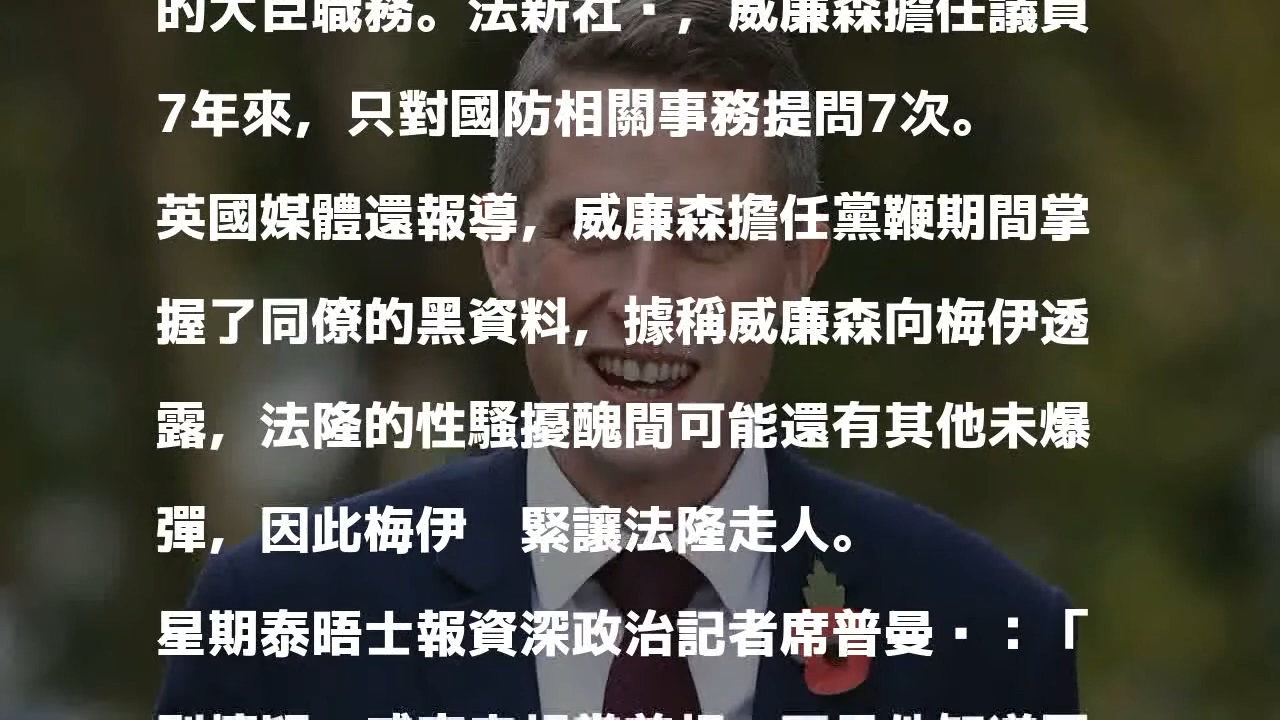 的大臣職務。法新社·，威廉森擔任議員
7年來，只對國防相關事務提問7次。
英國媒體還報導，威廉森擔任黨鞭期間掌
握了同僚的黑資料，據稱威廉森向梅伊透
露，法隆的性騷擾醜聞可能還有其他未爆
彈，因此梅伊　緊讓法隆走人。
星期泰晤士報資深政治記者席普曼·：「